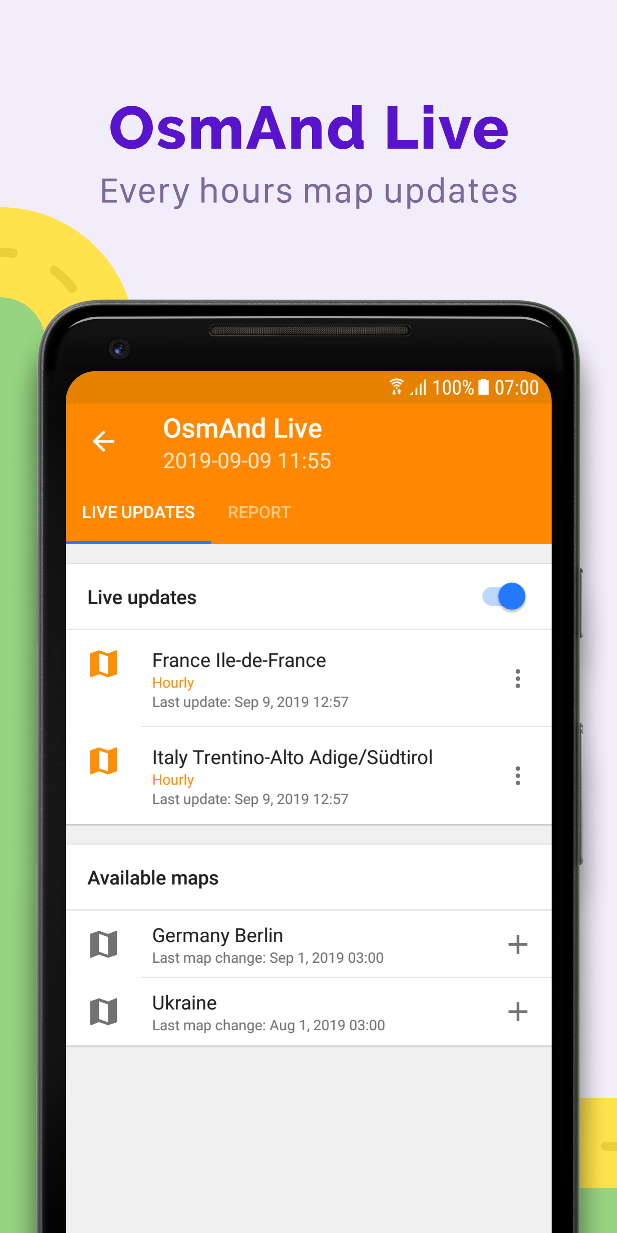 OsmAnd Live
Every hours map updates
100% 07:00
OsmAnd Live
2019-09-09 11:55
LIVE UPDATES REPORT
Live updates
France Ile-de-France
Hourly
Last update: Sep 9, 2019 12:57
Italy Trentino-Alto Adige/Südtirol
Hourly
Last update: Sep 9, 2019 12:57
Available maps
Germany Berlin
Last map change: Sep 1, 2019 03:00
Ukraine
Last map change: Aug 1, 2019 03:00